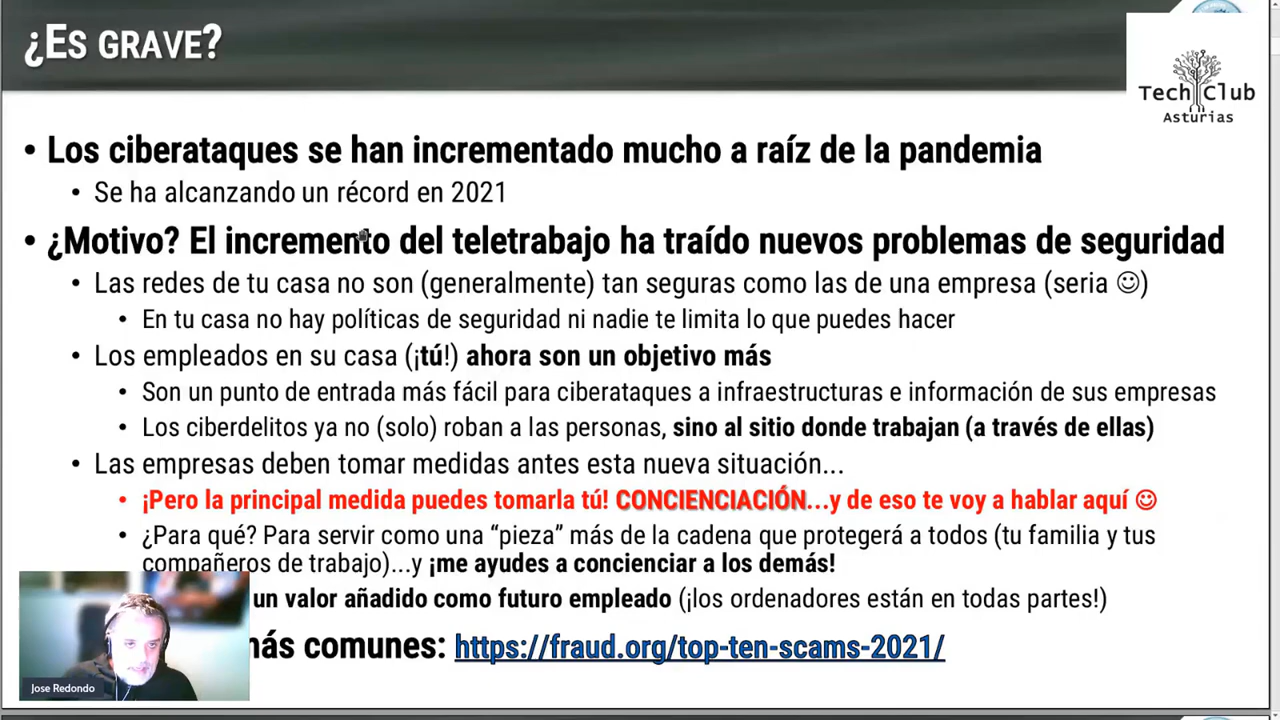 ¿ES GRAVE?
Tech Club
Asturias
• Los ciberataques se han incrementado mucho a raíz de la pandemia
• Se ha alcanzando un récord en 2021
• ¿Motivo? El incremento del teletrabajo ha traído nuevos problemas de seguridad
• Las redes de tu casa no son (generalmente) tan seguras como las de una empresa (seria ☺)
• En tu casa no hay políticas de seguridad ni nadie te limita lo que puedes hacer
• Los empleados en su casa (¡tú!) ahora son un objetivo más
• Son un punto de entrada más fácil para ciberataques a infraestructuras e información de sus empresas
• Los ciberdelitos ya no (solo) roban a las personas, sino al sitio donde trabajan (a través de ellas)
• Las empresas deben tomar medidas antes esta nueva situación...
• ¡Pero la principal medida puedes tomarla tú! CONCIENCIACIÓN...y de eso te voy a hablar aquí ☺
• ¿Para qué? Para servir como una “pieza” más de la cadena que protegerá a todos (tu familia y tus
compañeros de trabajo)...y ¡me ayudes a concienciar a los demás!
un valor añadido como futuro empleado (¡los ordenadores están en todas partes!)
más comunes: https://fraud.org/top-ten-scams-2021/
Jose Redondo